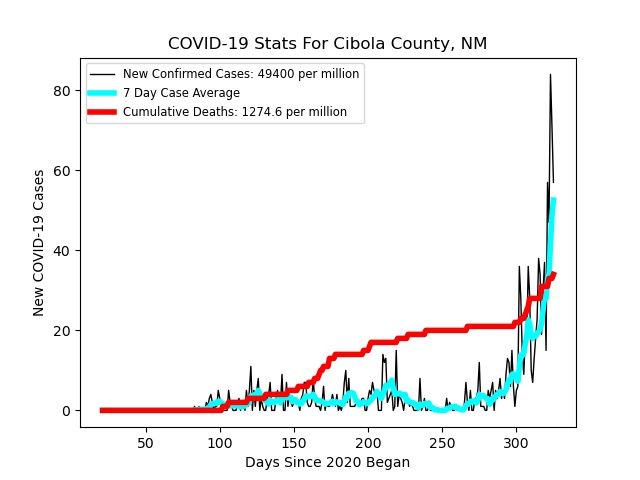 COVID-19 Stats For Cibola County, NM
New Confirmed Cases: 49400 per million
7 Day Case Average
Cumulative Deaths: 1274.6 per million
New COVID-19 Cases
80
60
40
20
0
50 100 150 200 250 300
Days Since 2020 Began